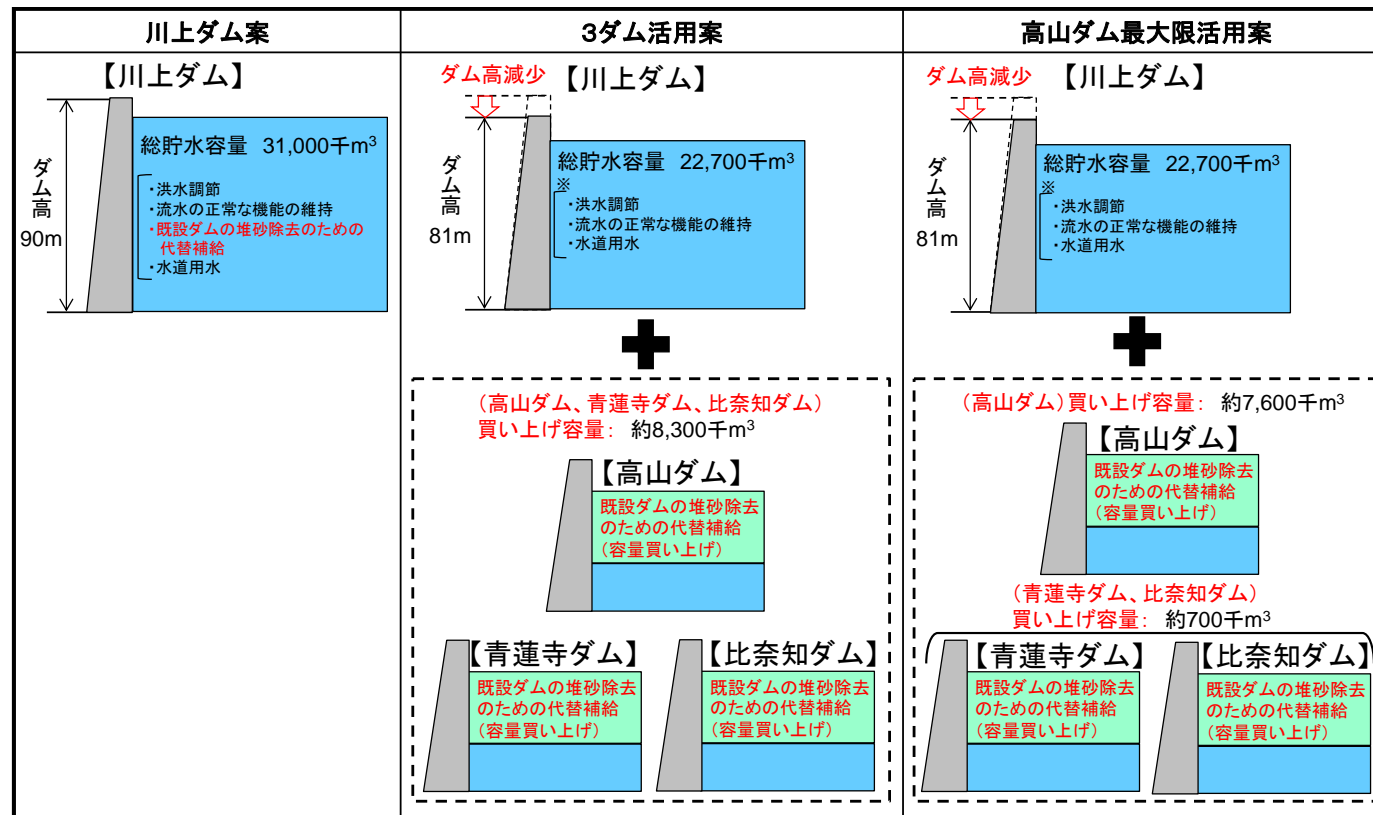 川上ダム案
【川上ダム】
ダム高
90m
総貯水容量 31,000千m³
・洪水調節
・流水の正常な機能の維持
・既設ダムの堆砂除去のための
代替補給
・水道用水
3ダム活用案
ダム高減少
【川上ダム】
ダム高
81m
総貯水容量 22,700千m³
※
・洪水調節
・流水の正常な機能の維持
・水道用水
(高山ダム、青蓮寺ダム、比奈知ダム)
買い上げ容量: 約8,300千m³
【高山ダム】
既設ダムの堆砂除去
のための代替補給
(容量買い上げ)
【青蓮寺ダム】
既設ダムの堆砂除去
のための代替補給
(容量買い上げ)
【比奈知ダム】
既設ダムの堆砂除去
のための代替補給
(容量買い上げ)
高山ダム最大限活用案
ダム高減少
【川上ダム】
ダム高
81m
総貯水容量 22,700千m³
※
・洪水調節
・流水の正常な機能の維持
・水道用水
(高山ダム)買い上げ容量: 約7,600千m³
【高山ダム】
既設ダムの堆砂除去
のための代替補給
(容量買い上げ)
(青蓮寺ダム、比奈知ダム)
買い上げ容量: 約700千m³
【青蓮寺ダム】
既設ダムの堆砂除去
のための代替補給
(容量買い上げ)
【比奈知ダム】
既設ダムの堆砂除去
のための代替補給
(容量買い上げ)